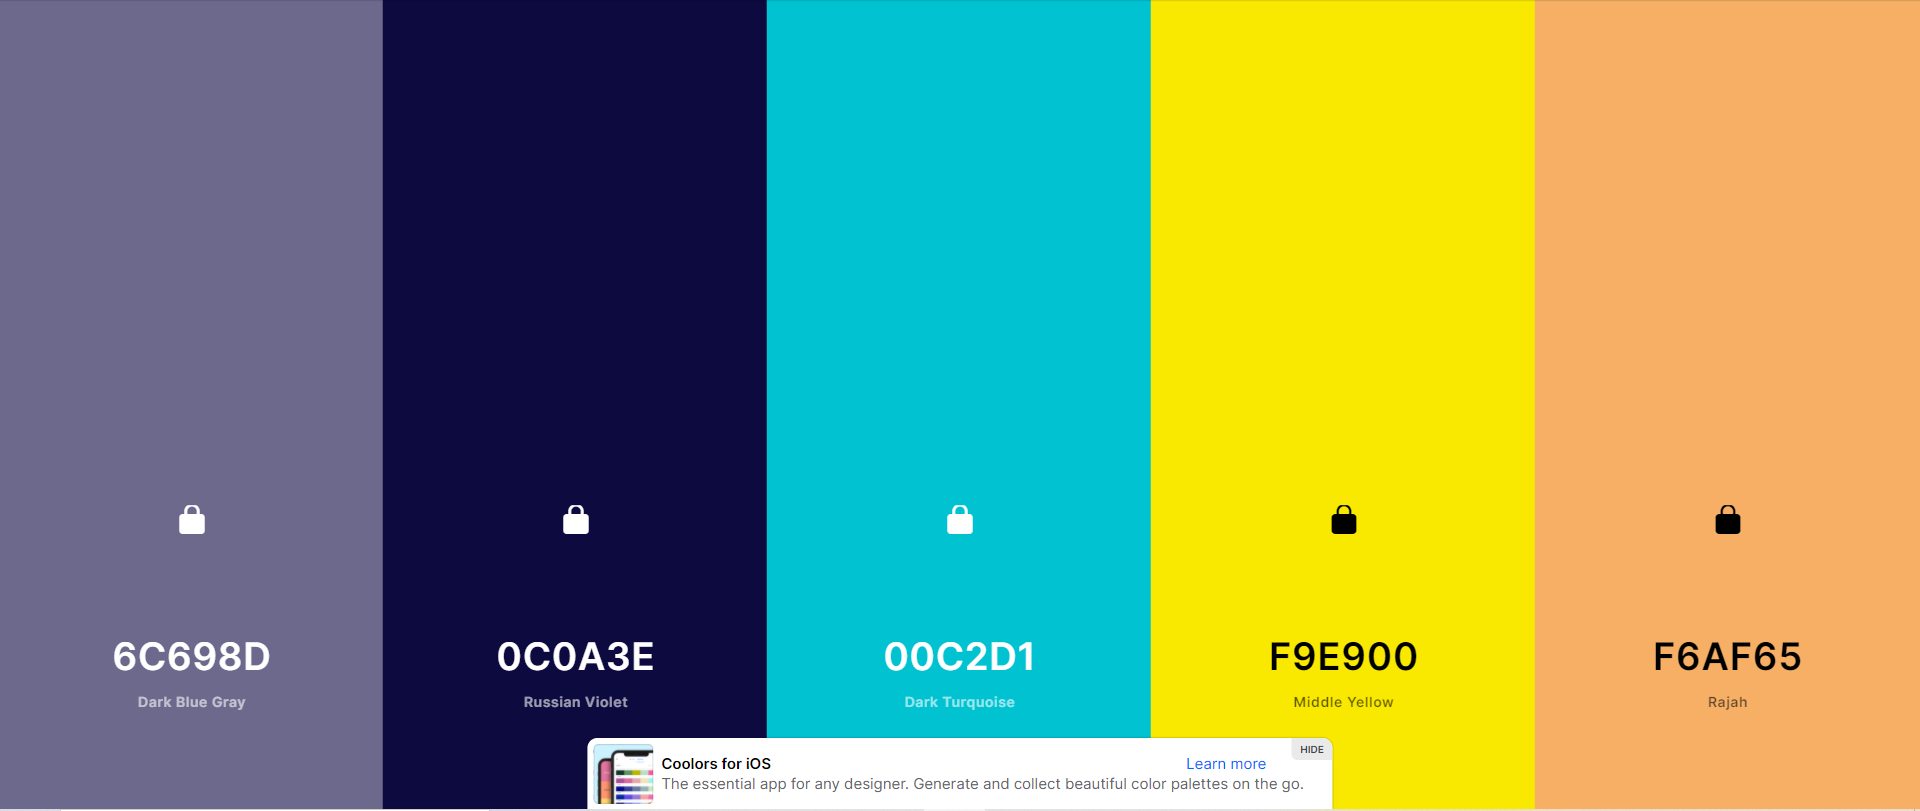 6C698D
Dark Blue Gray
0C0A3E
Russian Violet
00C2D1
Dark Turquoise
F9E900
Middle Yellow
F6AF65
Rajah
Coolors for iOS
Learn more
HIDE
The essential app for any designer. Generate and collect beautiful color palettes on the go.